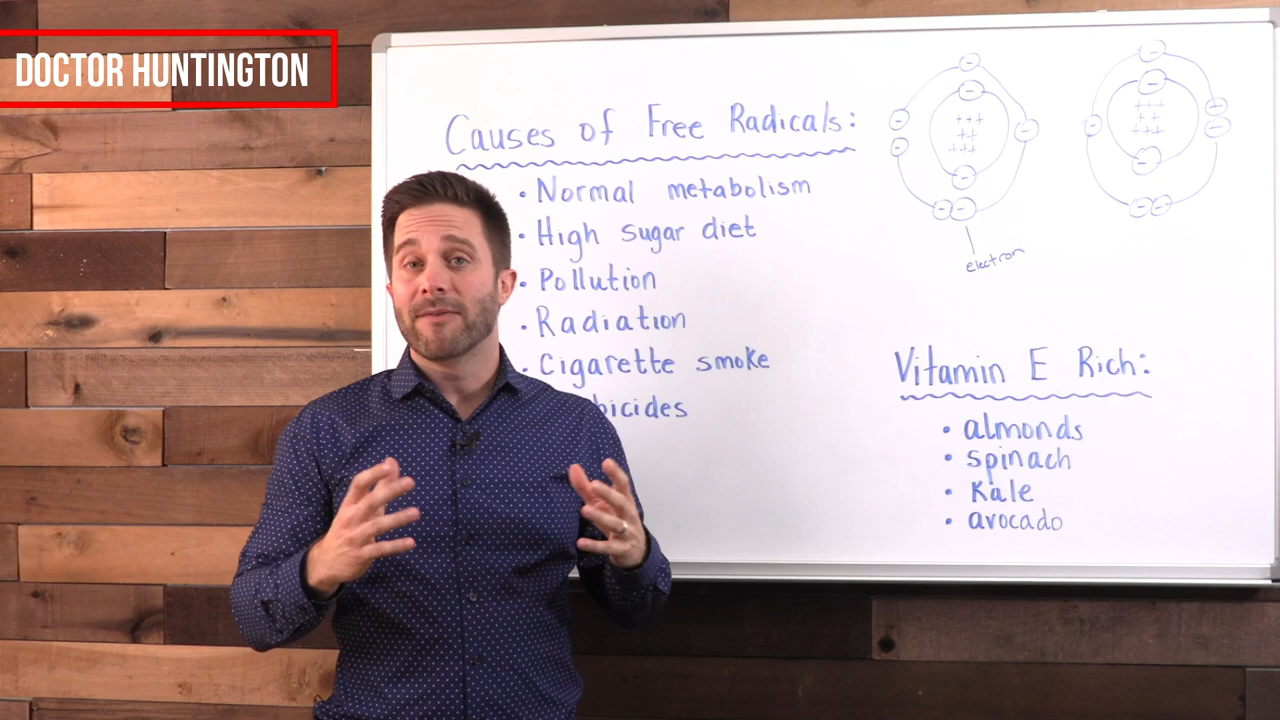 DOCTOR HUNTINGTON
Causes of Free Radicals:
• Normal metabolism
• High sugar diet
• Pollution
• Radiation
• Cigarette smoke
electron
Vitamin E Rich:
• almonds
• spinach
• Kale
• avocado